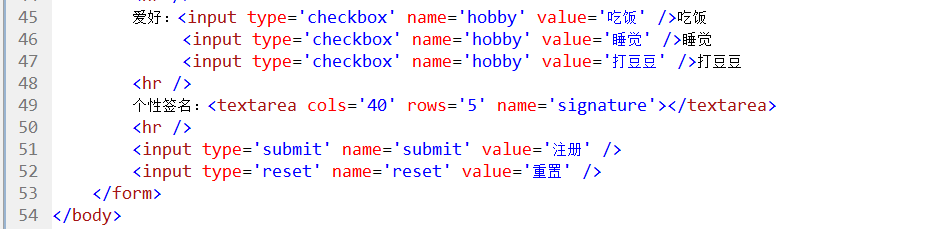 45 爱好：<input type='checkbox' name='hobby' value='吃饭' />吃饭
46 <input type='checkbox' name='hobby' value='睡觉' />睡觉
47 <input type='checkbox' name='hobby' value='打豆豆' />打豆豆
48 <hr />
49 个性签名：<textarea cols='40' rows='5' name='signature'></textarea>
50 <hr />
51 <input type='submit' name='submit' value='注册' />
52 <input type='reset' name='reset' value='重置' />
53 </form>
54 </body>